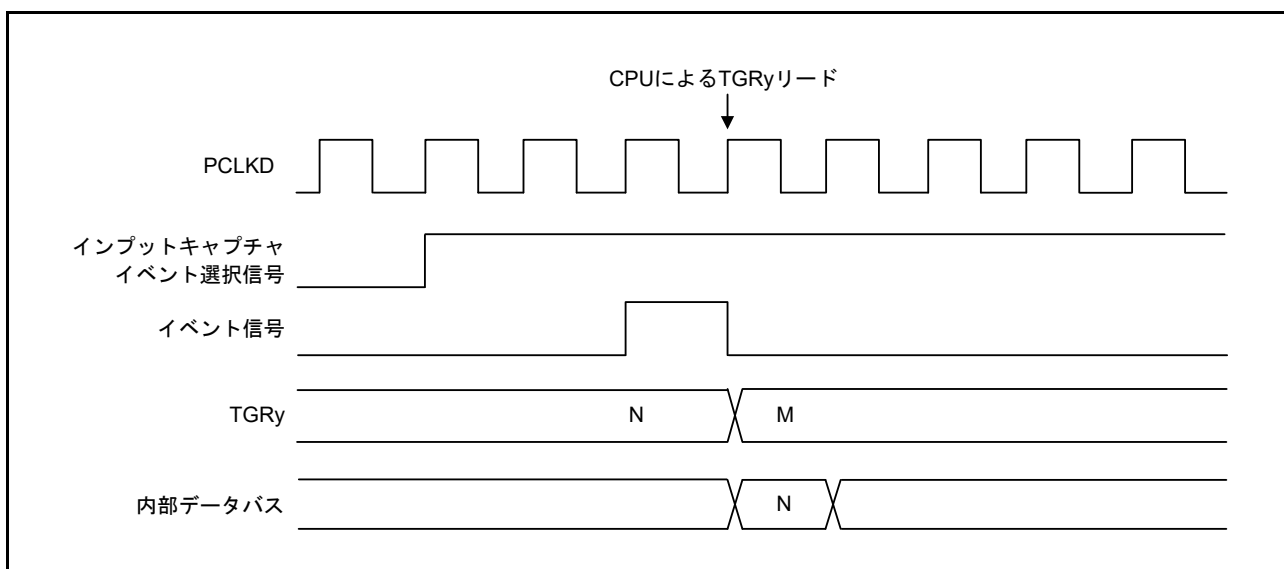 CPUによるTGRyリード
PCLKD
インプットキャプチャ
イベント選択信号
イベント信号
TGRy
N
M
内部データバス
N